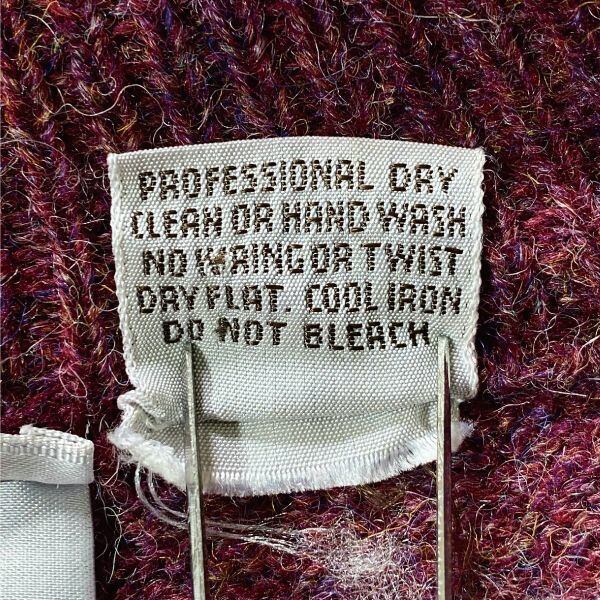 PROFESSIONAL DRY
CLEAN OR HAND WASH
NO WRING OR TWIST
DRY FLAT. COOL IRON
DO NOT BLEACH